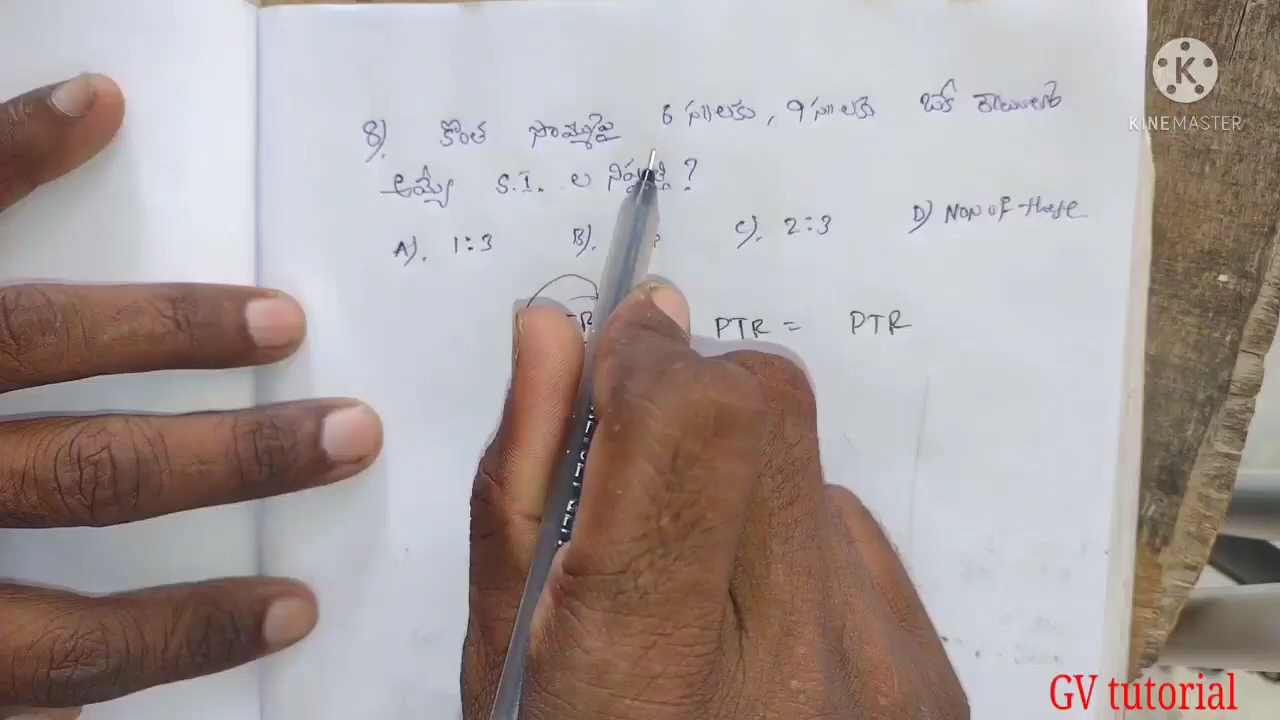 8). కొంత సొమ్ముపై 6 సం॥లకు, 9 సం॥లకు ఒకే
అయ్యే S.I. ల నిష్పత్తి ?
A). 1:3 B). C). 2:3 D) Non of these
PTR = PTR
KINEMASTER
GV tutorial